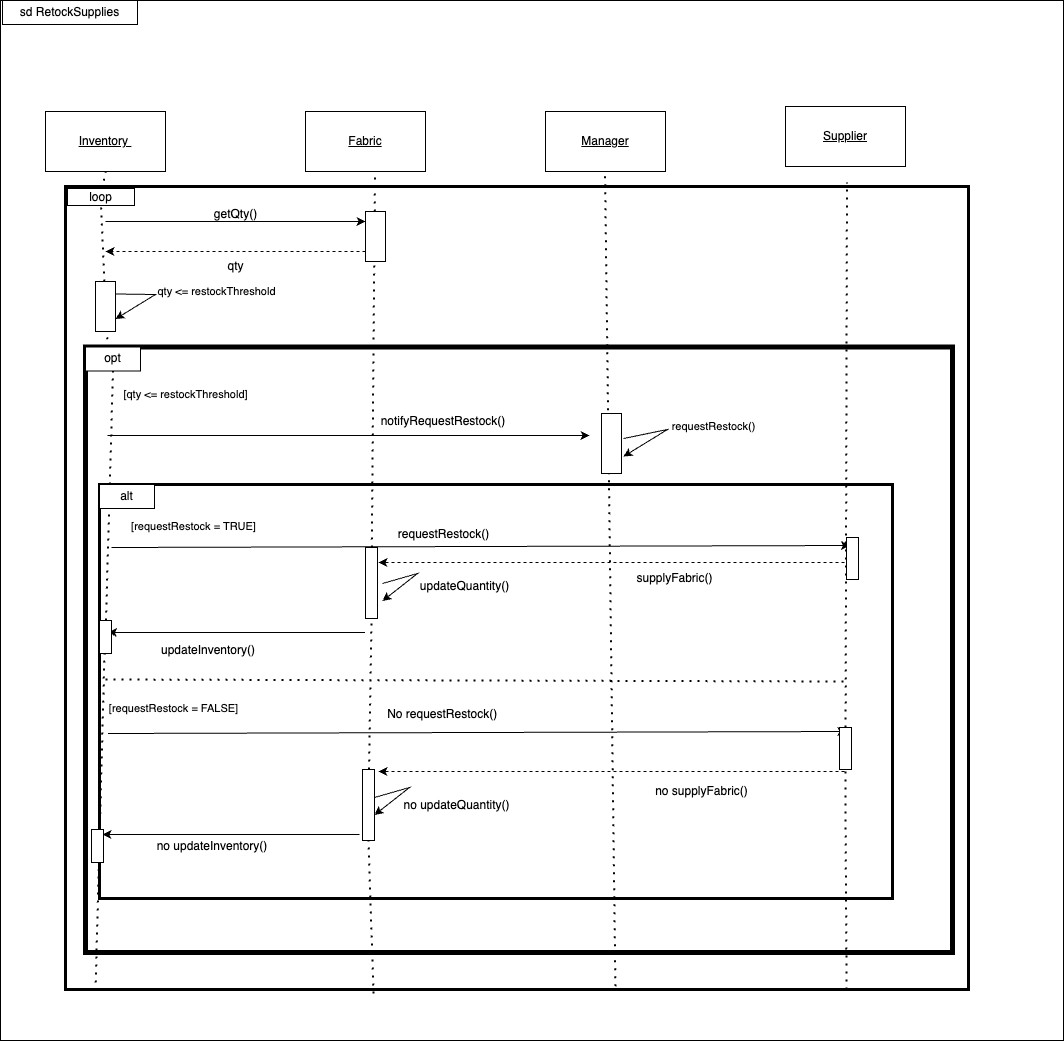 sd RetockSupplies
Inventory
Fabric
Manager
Supplier
loop
getQty()
qty
qty <= restockThreshold
opt
[qty <= restockThreshold]
notifyRequestRestock()
requestRestock()
alt
[requestRestock = TRUE]
requestRestock()
supplyFabric()
updateQuantity()
updateInventory()
[requestRestock = FALSE]
No requestRestock()
no supplyFabric()
no updateQuantity()
no updateInventory()